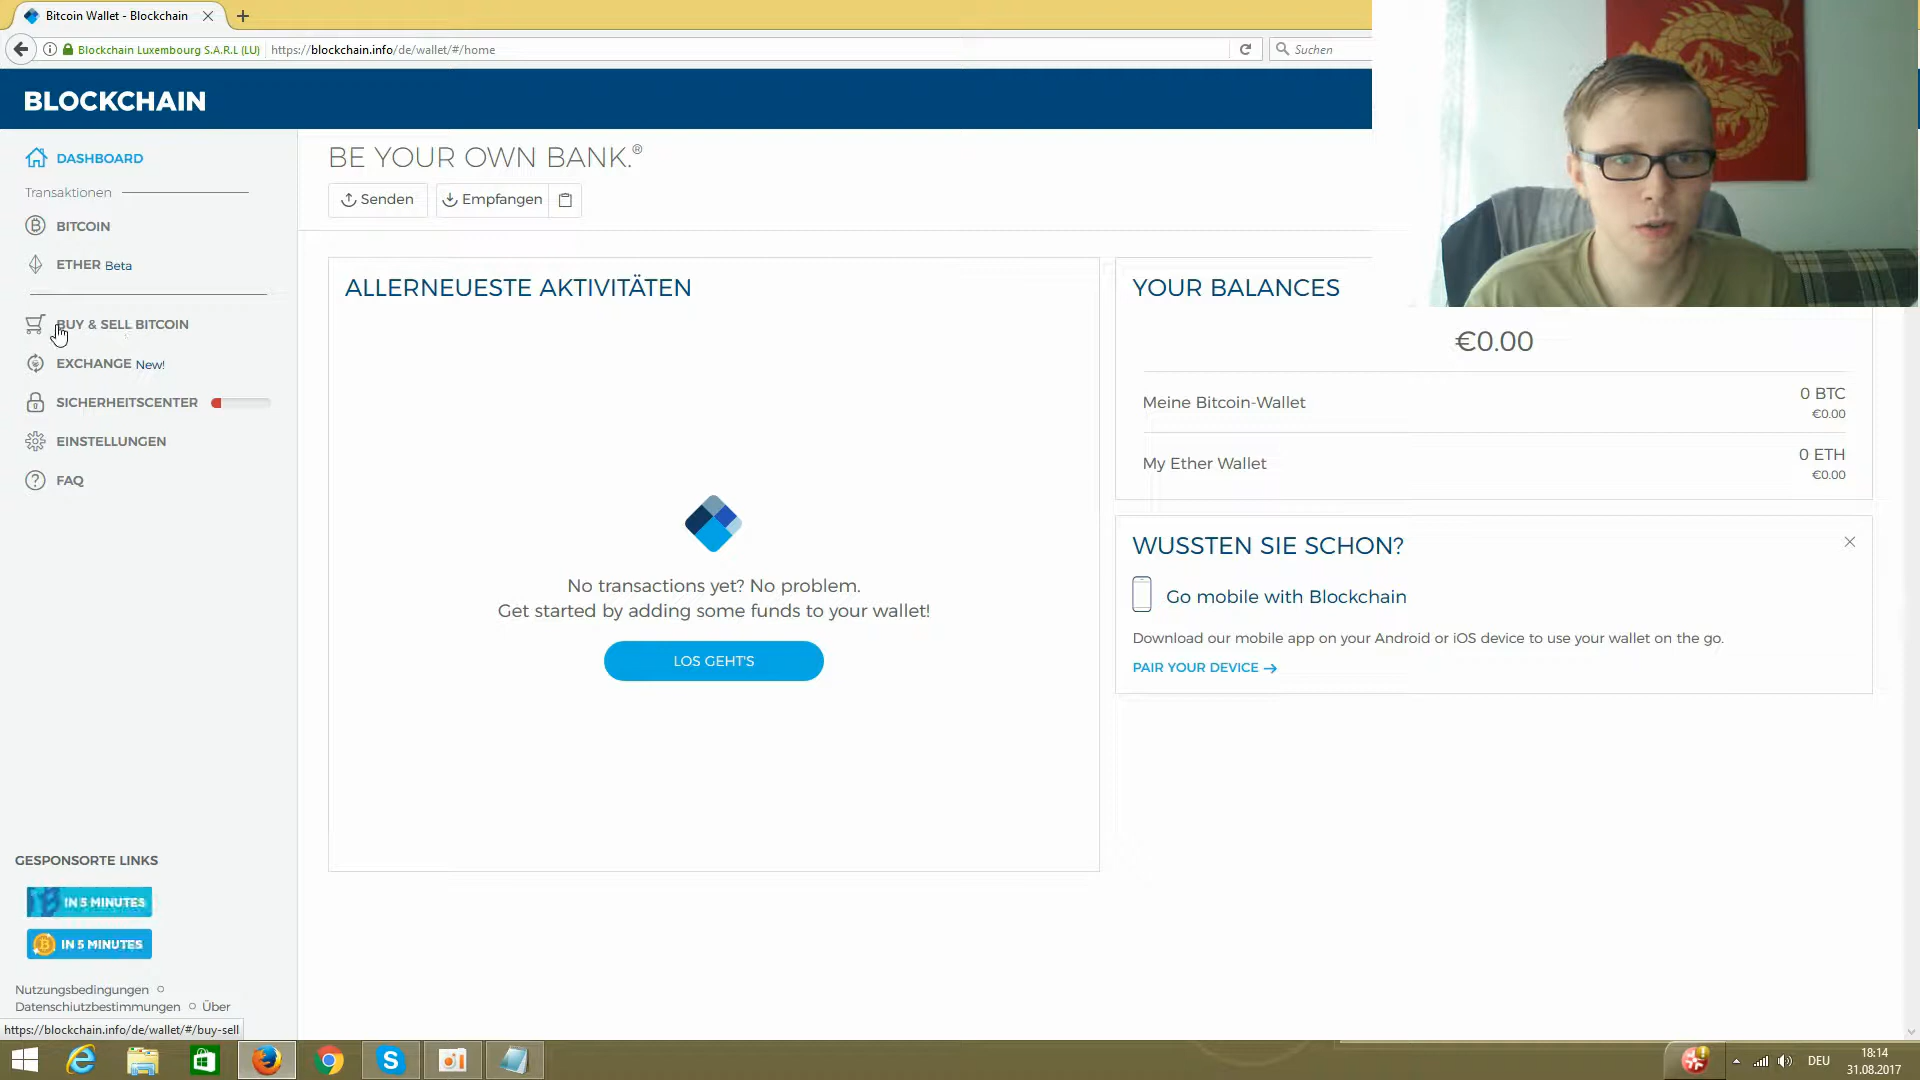 Bitcoin Wallet - Blockchain
Blockchain Luxembourg S.A.R.L (LU)
https://blockchain.info/de/wallet/#/home
Suchen
BLOCKCHAIN
DASHBOARD
Transaktionen
BITCOIN
ETHER Beta
BUY & SELL BITCOIN
EXCHANGE New!
SICHERHEITSCENTER
EINSTELLUNGEN
FAQ
BE YOUR OWN BANK.®
Senden
Empfangen
ALLERNEUESTE AKTIVITÄTEN
No transactions yet? No problem.
Get started by adding some funds to your wallet!
LOS GEHT'S
YOUR BALANCES
€0.00
Meine Bitcoin-Wallet
0 BTC
€0.00
My Ether Wallet
0 ETH
€0.00
WUSSTEN SIE SCHON?
Go mobile with Blockchain
Download our mobile app on your Android or iOS device to use your wallet on the go.
PAIR YOUR DEVICE →
GESPONSORTE LINKS
IN 5 MINUTES
IN 5 MINUTES
Nutzungsbedingungen
Datenschutzbestimmungen
Über
https://blockchain.info/de/wallet/#/buy-sell
DEU
18:14
31.08.2017